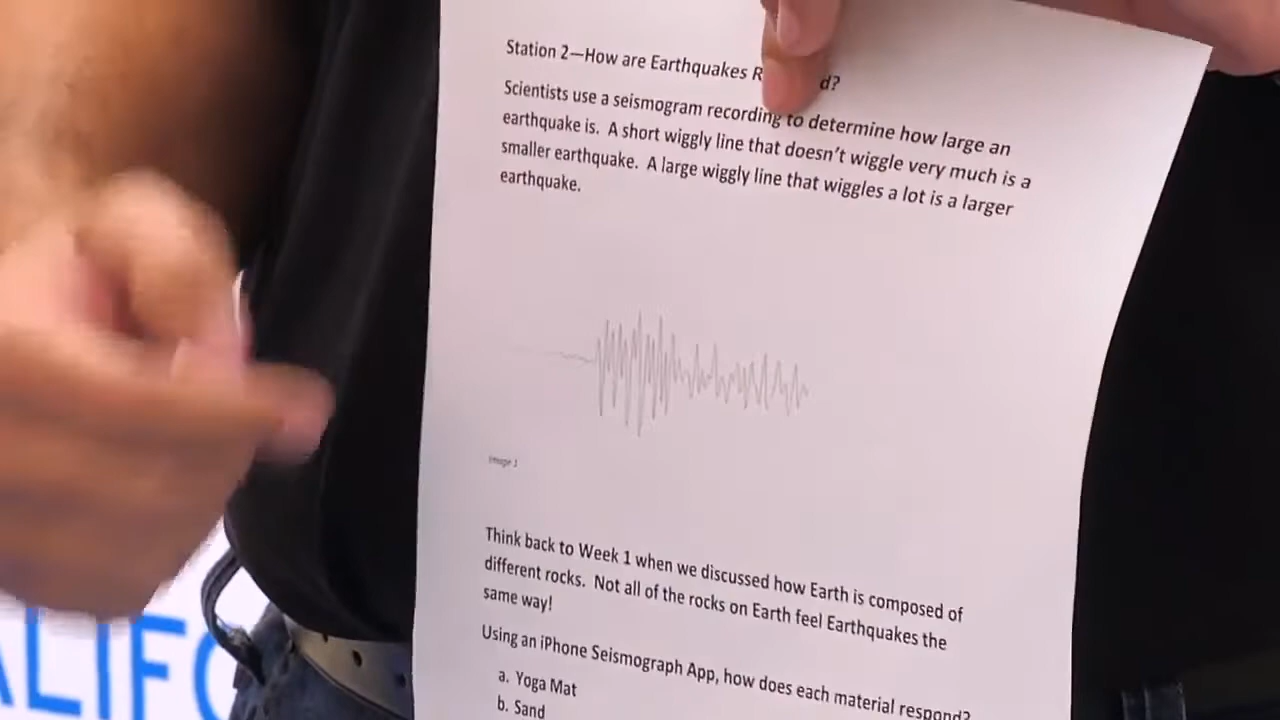 Station 2—How are Earthquakes R d?
Scientists use a seismogram recording to determine how large an
earthquake is. A short wiggly line that doesn't wiggle very much is a
smaller earthquake. A large wiggly line that wiggles a lot is a larger
earthquake.
Image 1
Think back to Week 1 when we discussed how Earth is composed of
different rocks. Not all of the rocks on Earth feel Earthquakes the
same way!
Using an iPhone Seismograph App, how does each material respond?
a. Yoga Mat
b. Sand
ALIFO